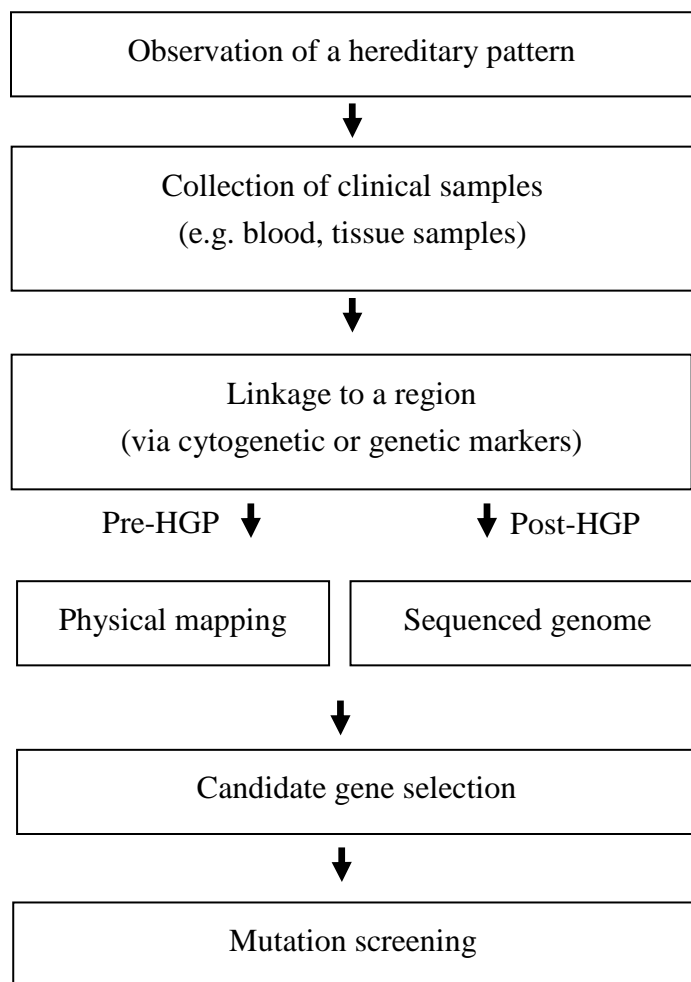 Observation of a hereditary pattern
Collection of clinical samples
(e.g. blood, tissue samples)
Linkage to a region
(via cytogenetic or genetic markers)
Pre-HGP
Post-HGP
Physical mapping
Sequenced genome
Candidate gene selection
Mutation screening